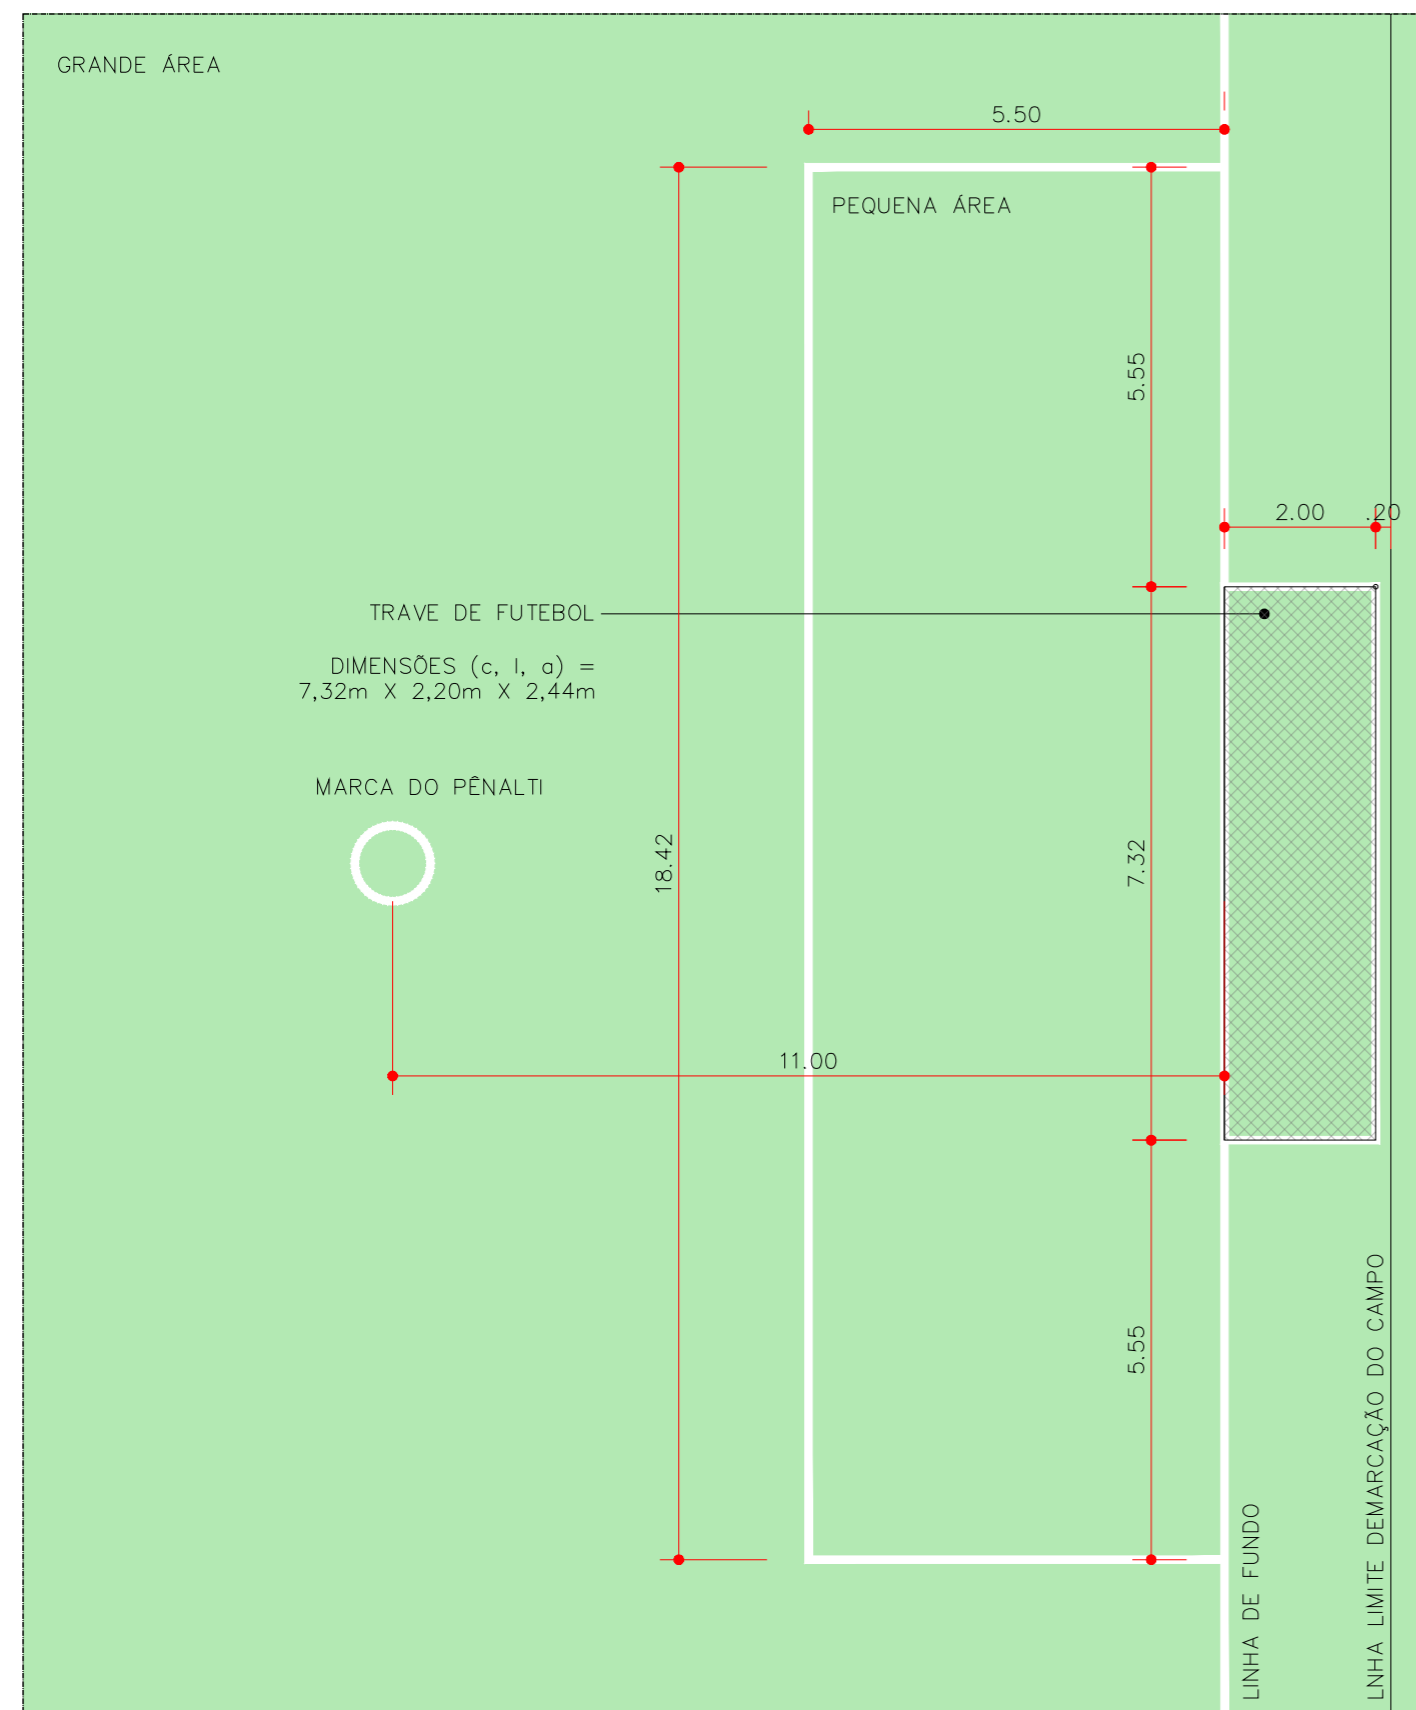 GRANDE ÁREA
5.50
PEQUENA ÁREA
5.55
2.00
.20
TRAVE DE FUTEBOL
DIMENSÕES (c, l, a) =
7,32m X 2,20m X 2,44m
MARCA DO PÊNALTI
18.42
7.32
11.00
5.55
LINHA DE FUNDO
LNHA LIMITE DEMARCAÇÃO DO CAMPO